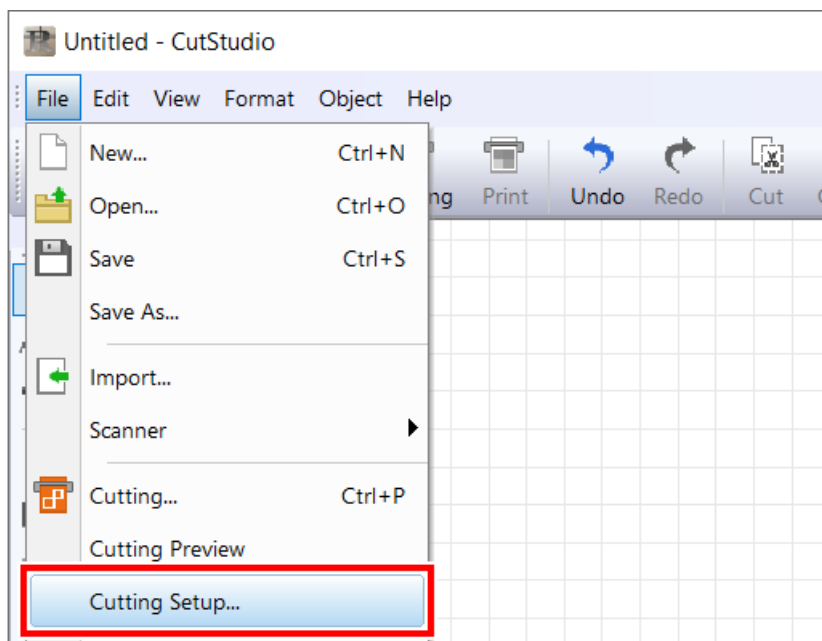 Untitled - CutStudio
File Edit View Format Object Help
New... Ctrl+N
Open... Ctrl+O
Save Ctrl+S
Save As...
Import...
Scanner
Cutting... Ctrl+P
Cutting Preview
Cutting Setup...
Print Undo Redo Cut